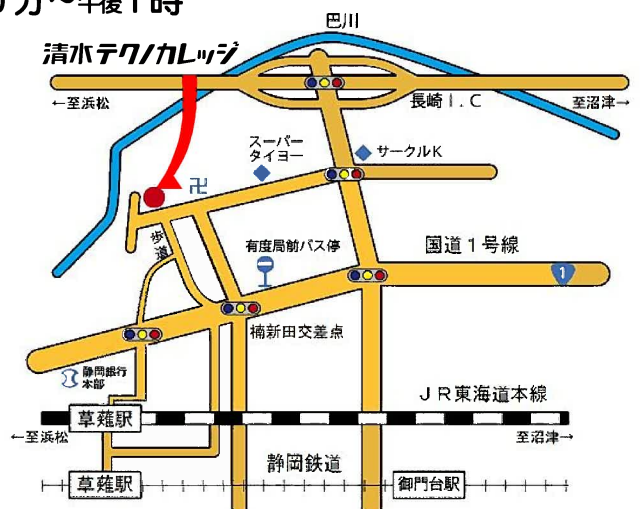 分～午後1時
巴川
清水テクノカレッジ
←至浜松
長崎I.C
至沼津→
スーパー
タイヨー
サークルK
卍
歩道
有度局前バス停
国道1号線
1
楠新田交差点
静岡銀行
本部
JR東海道本線
草薙駅
←至浜松
至沼津→
静岡鉄道
草薙駅
御門台駅